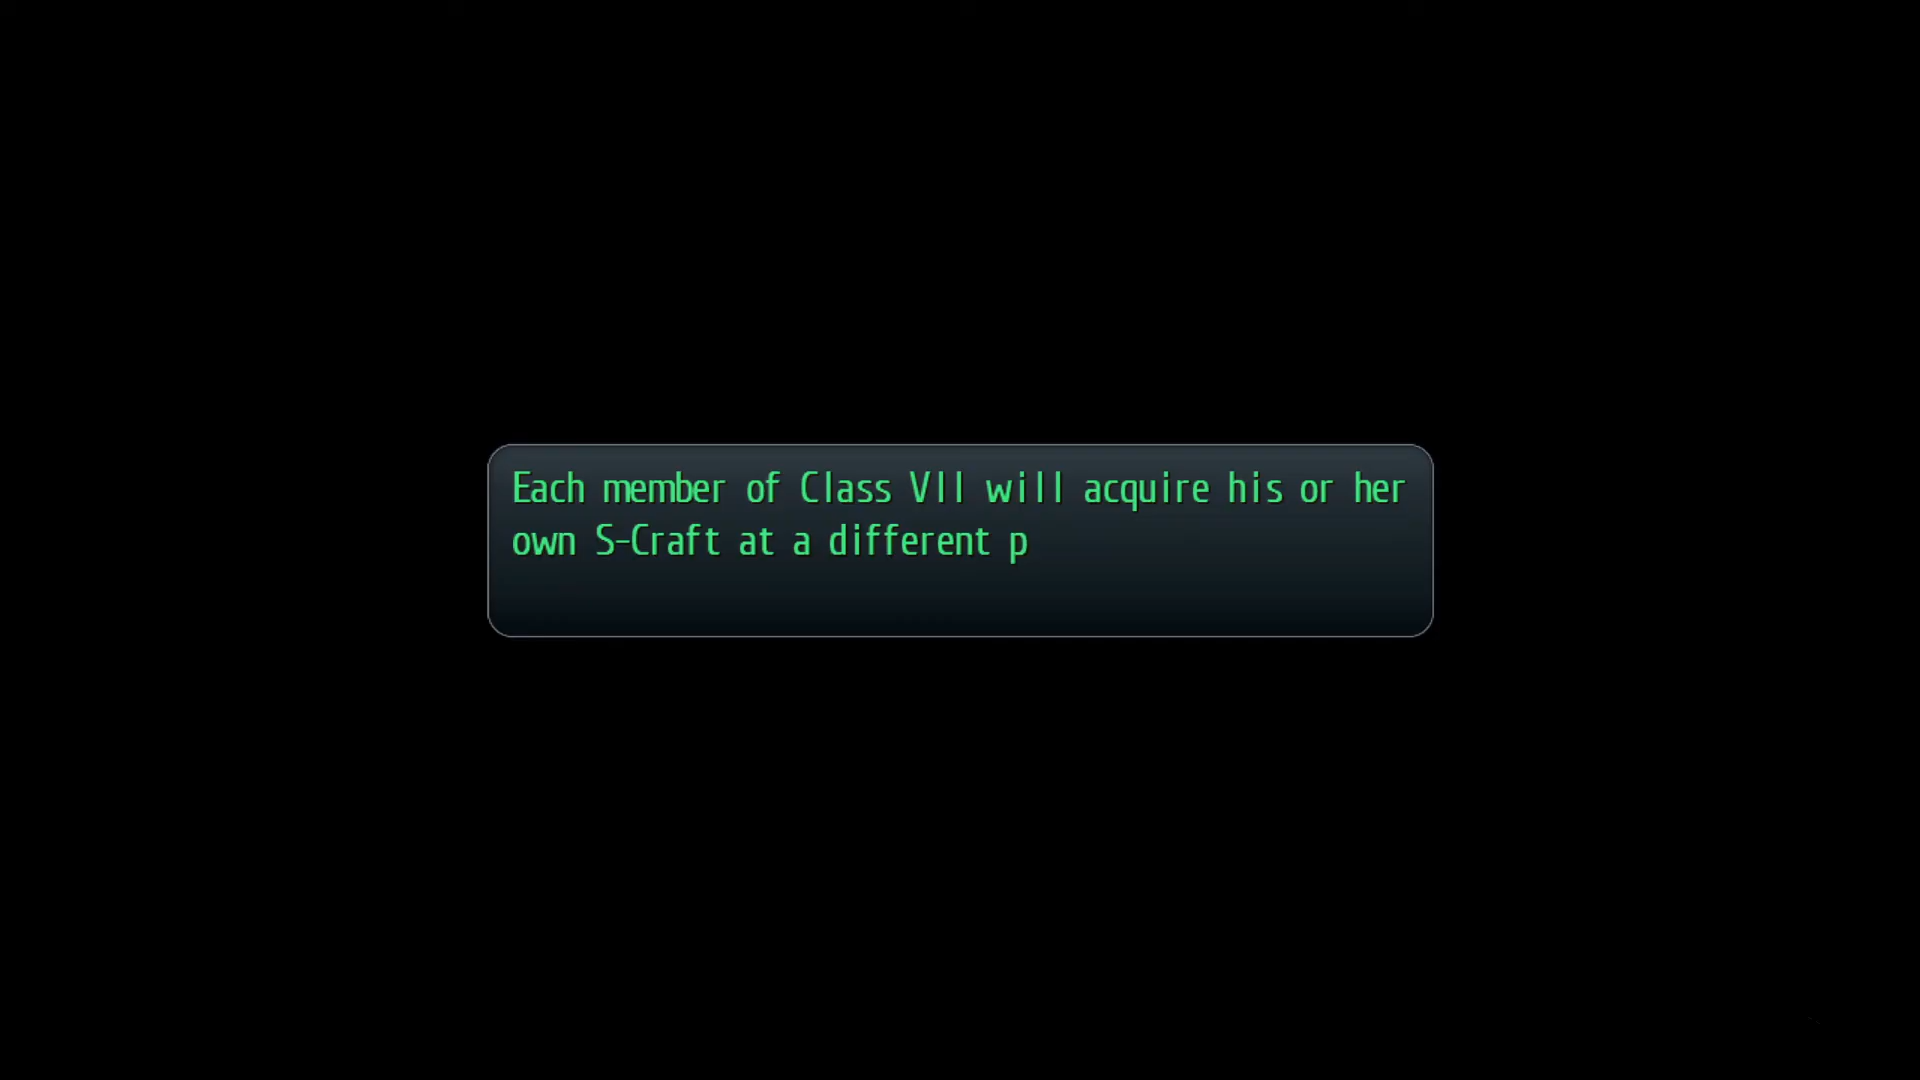 Each member of Class VII will acquire his or her
own S-Craft at a different p